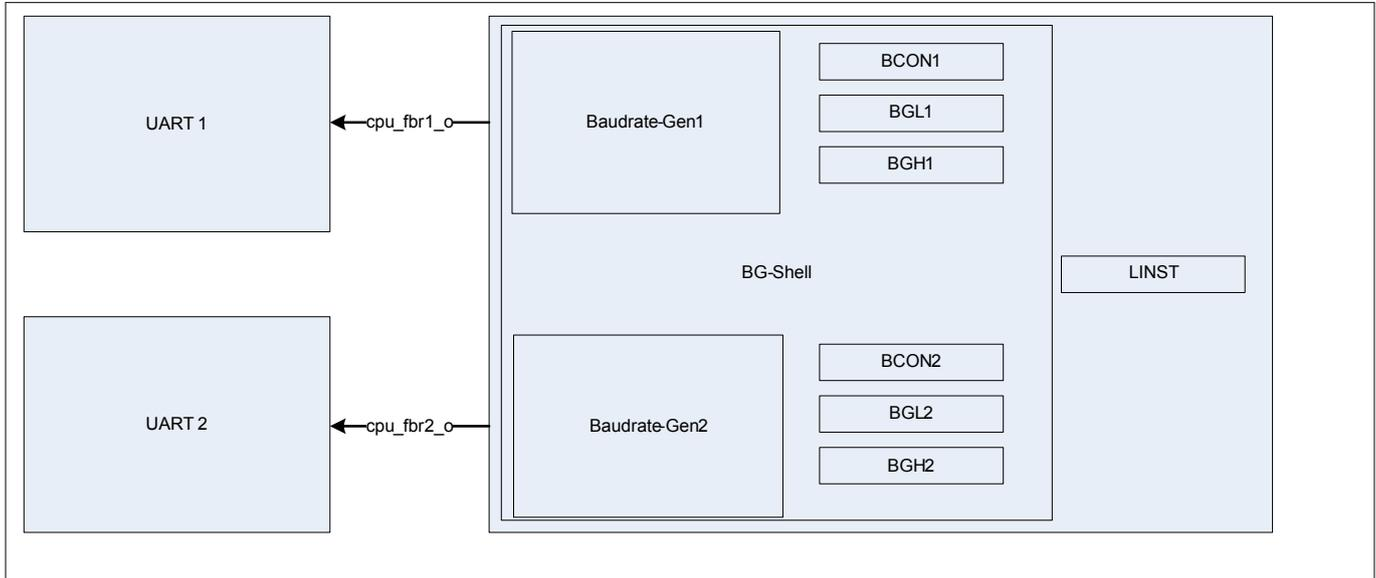 UART 1
cpu_fbr1_o
Baudrate-Gen1
BCON1
BGL1
BGH1
BG-Shell
LINST
UART 2
cpu_fbr2_o
Baudrate-Gen2
BCON2
BGL2
BGH2